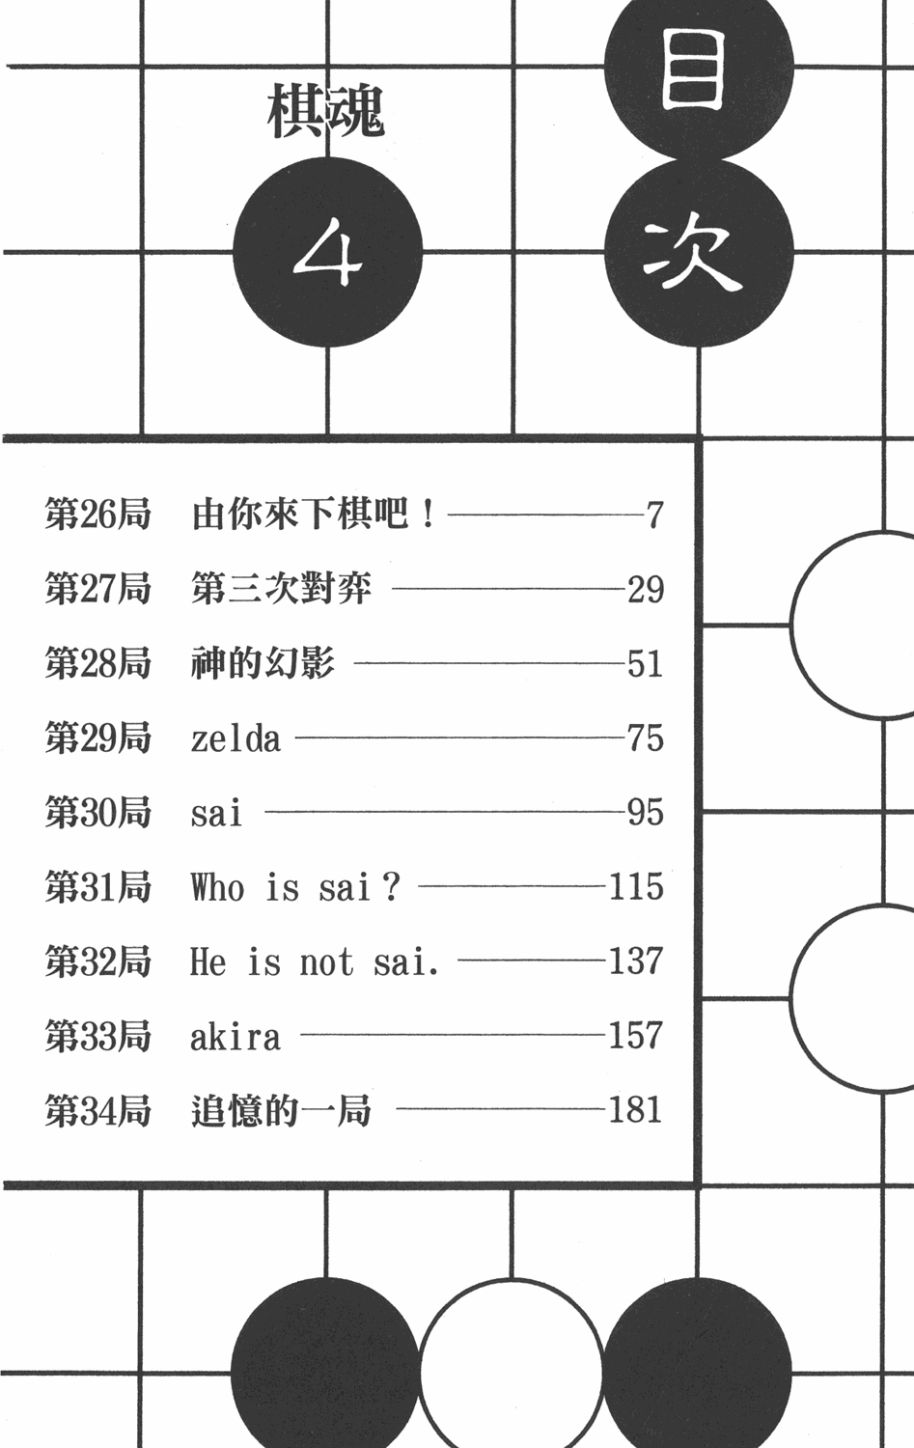 目次
棋魂
4
第26局 由你來下棋吧！ 7
第27局 第三次對弈 29
第28局 神的幻影 51
第29局 zelda 75
第30局 sai 95
第31局 Who is sai？ 115
第32局 He is not sai. 137
第33局 akira 157
第34局 追憶的一局 181